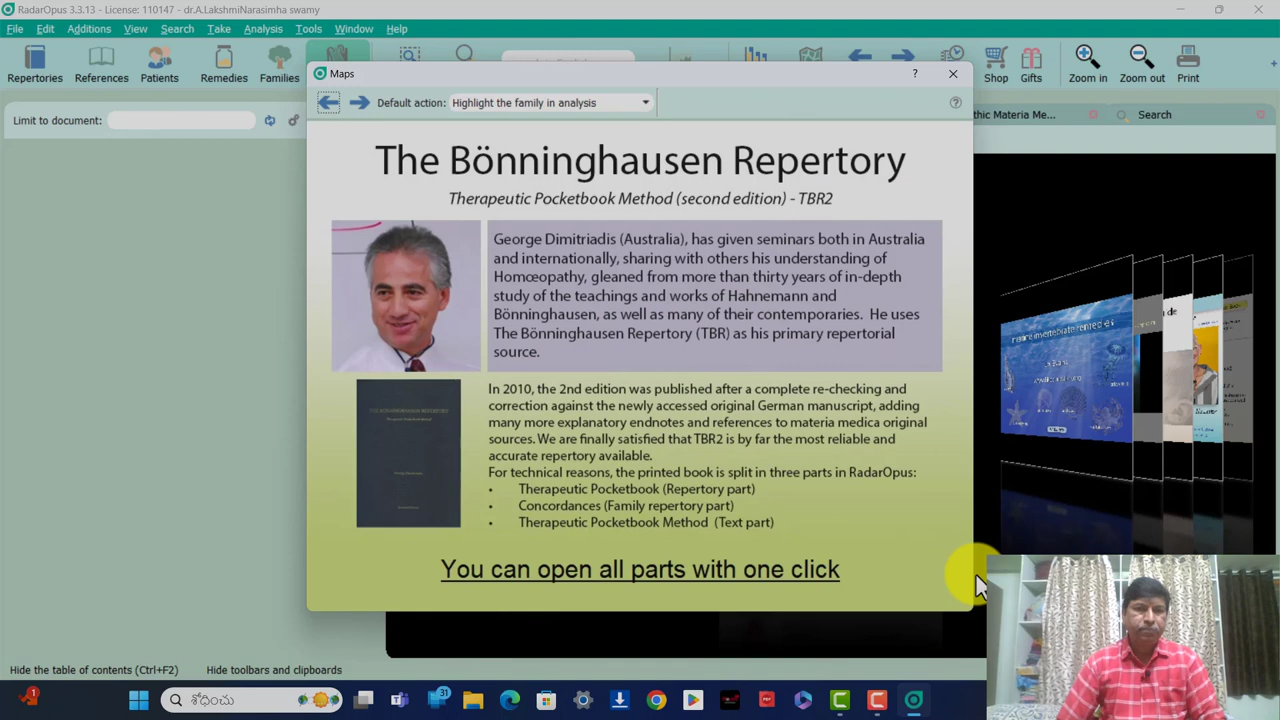 RadarOpus 3.3.13 - License: 110147 - dr.A.LakshmiNarasimha swamy
File Edit Additions View Search Take Analysis Tools Window Help
Repertories References Patients Remedies Families Shop Gifts Zoom in Zoom out Print
Maps
Default action: Highlight the family in analysis
Limit to document:
thic Materia Me... Search
The Bönninghausen Repertory
Therapeutic Pocketbook Method (second edition) - TBR2
George Dimitriadis (Australia), has given seminars both in Australia
and internationally, sharing with others his understanding of
Homœopathy, gleaned from more than thirty years of in-depth
study of the teachings and works of Hahnemann and
Bönninghausen, as well as many of their contemporaries. He uses
The Bönninghausen Repertory (TBR) as his primary repertorial
source.
In 2010, the 2nd edition was published after a complete re-checking and
correction against the newly accessed original German manuscript, adding
many more explanatory endnotes and references to materia medica original
sources. We are finally satisfied that TBR2 is by far the most reliable and
accurate repertory available.
For technical reasons, the printed book is split in three parts in RadarOpus:
• Therapeutic Pocketbook (Repertory part)
• Concordances (Family repertory part)
• Therapeutic Pocketbook Method (Text part)
THE BÖNNINGHAUSEN REPERTORY
You can open all parts with one click
Hide the table of contents (Ctrl+F2) Hide toolbars and clipboards
1
శోధించు
31